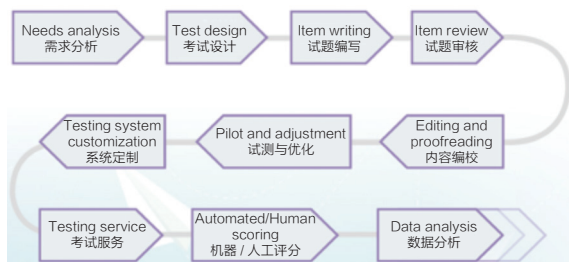 Needs analysis
需求分析
Test design
考试设计
Item writing
试题编写
Item review
试题审核
Editing and
proofreading
内容编校
Pilot and adjustment
试测与优化
Testing system
customization
系统定制
Testing service
考试服务
Automated/Human
scoring
机器 / 人工评分
Data analysis
数据分析